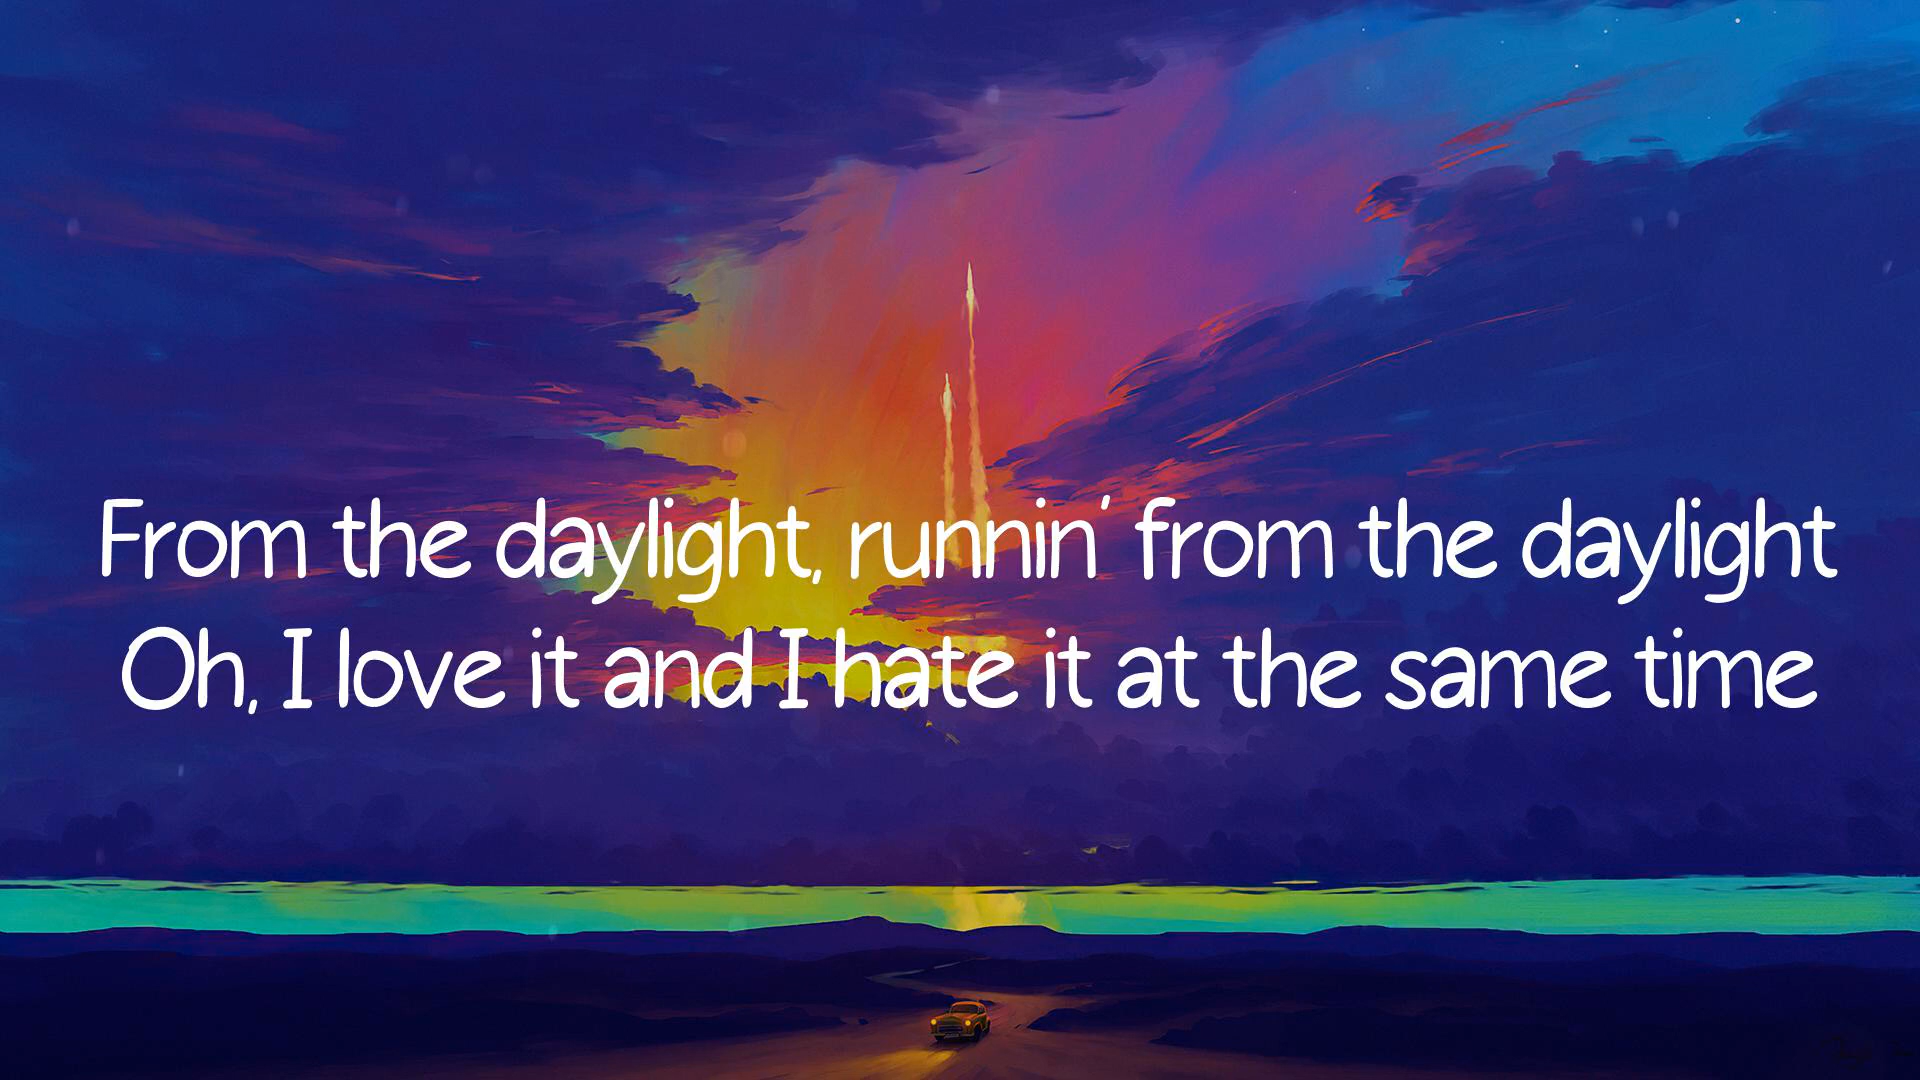 From the daylight, runnin' from the daylight
Oh, I love it and I hate it at the same time